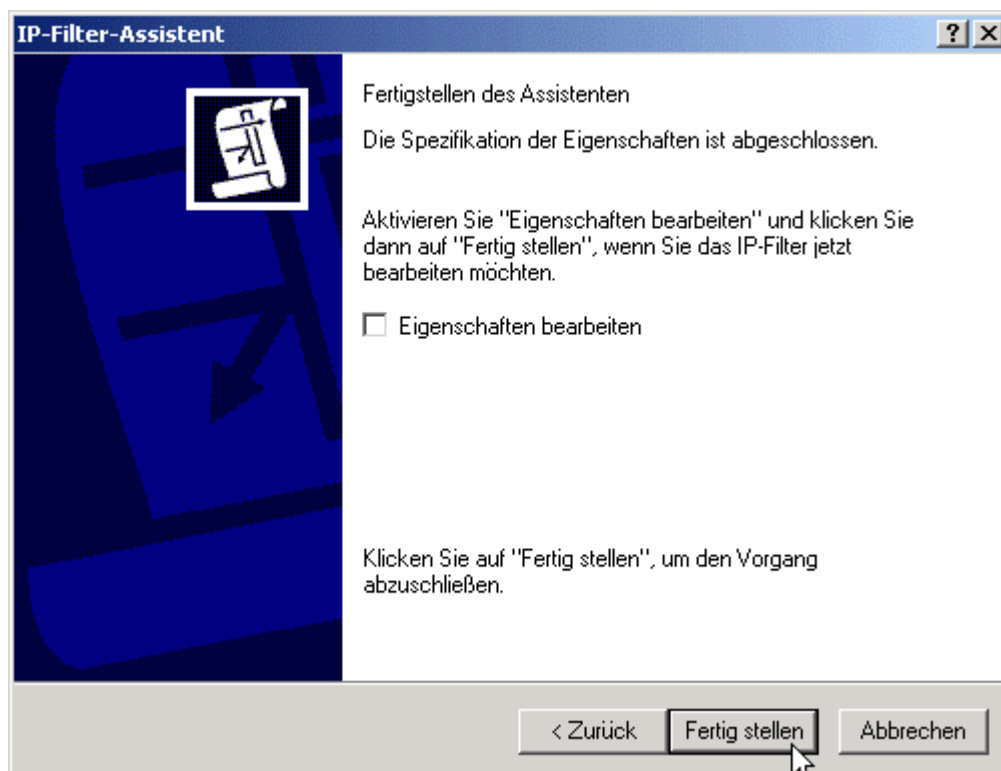 IP-Filter-Assistent
Fertigstellen des Assistenten
Die Spezifikation der Eigenschaften ist abgeschlossen.
Aktivieren Sie "Eigenschaften bearbeiten" und klicken Sie
dann auf "Fertig stellen", wenn Sie das IP-Filter jetzt
bearbeiten möchten.
Eigenschaften bearbeiten
Klicken Sie auf "Fertig stellen", um den Vorgang
abzuschließen.
< Zurück Fertig stellen Abbrechen